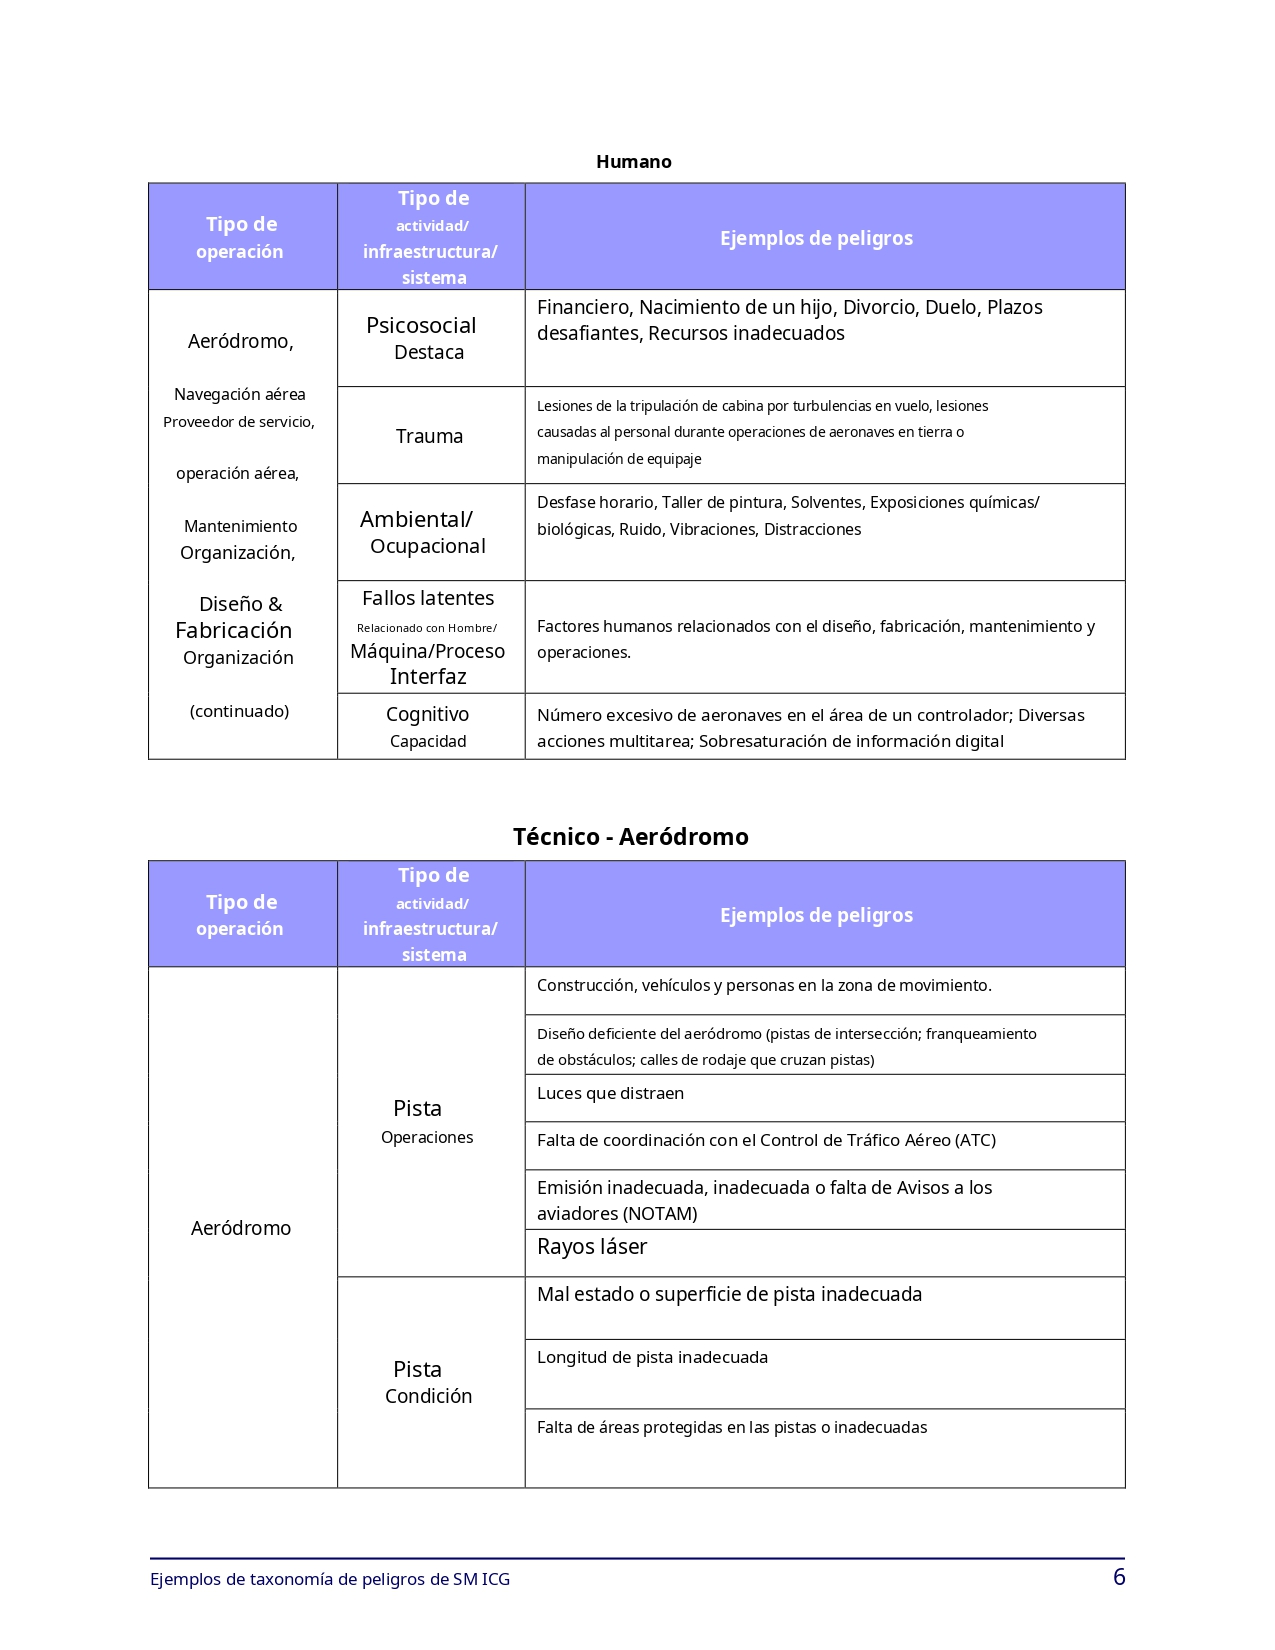 Humano
Tipo de
operación
Tipo de
actividad/
infraestructura/
sistema
Ejemplos de peligros
Aeródromo,
Navegación aérea
Proveedor de servicio,
operación aérea,
Mantenimiento
Organización,
Diseño &
Fabricación
Organización
(continuado)
Psicosocial
Destaca
Financiero, Nacimiento de un hijo, Divorcio, Duelo, Plazos
desafiantes, Recursos inadecuados
Trauma
Lesiones de la tripulación de cabina por turbulencias en vuelo, lesiones
causadas al personal durante operaciones de aeronaves en tierra o
manipulación de equipaje
Ambiental/
Ocupacional
Desfase horario, Taller de pintura, Solventes, Exposiciones químicas/
biológicas, Ruido, Vibraciones, Distracciones
Fallos latentes
Relacionado con Hombre/
Máquina/Proceso
Interfaz
Factores humanos relacionados con el diseño, fabricación, mantenimiento y
operaciones.
Cognitivo
Capacidad
Número excesivo de aeronaves en el área de un controlador; Diversas
acciones multitarea; Sobresaturación de información digital
Técnico - Aeródromo
Tipo de
operación
Tipo de
actividad/
infraestructura/
sistema
Ejemplos de peligros
Aeródromo
Pista
Operaciones
Construcción, vehículos y personas en la zona de movimiento.
Diseño deficiente del aeródromo (pistas de intersección; franqueamiento
de obstáculos; calles de rodaje que cruzan pistas)
Luces que distraen
Falta de coordinación con el Control de Tráfico Aéreo (ATC)
Emisión inadecuada, inadecuada o falta de Avisos a los
aviadores (NOTAM)
Rayos láser
Pista
Condición
Mal estado o superficie de pista inadecuada
Longitud de pista inadecuada
Falta de áreas protegidas en las pistas o inadecuadas
Ejemplos de taxonomía de peligros de SM ICG
6